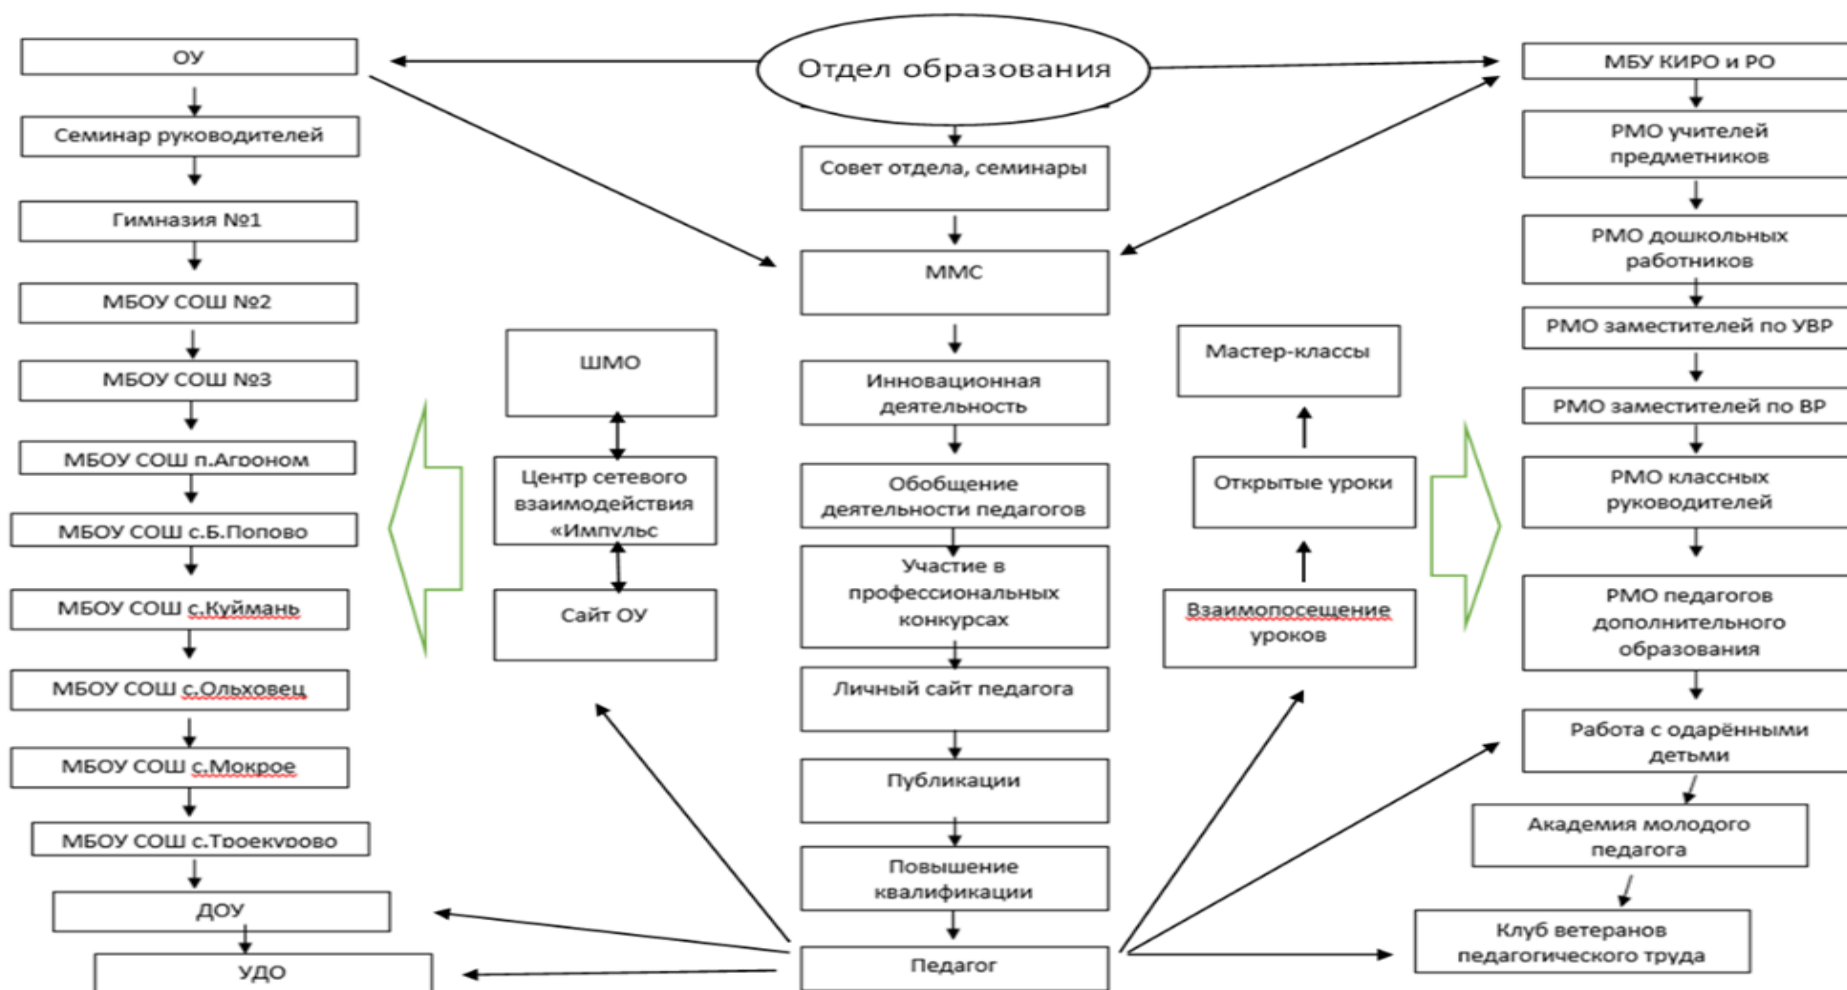 Отдел образования
ОУ
Семинар руководителей
Гимназия №1
МБОУ СОШ №2
МБОУ СОШ №3
МБОУ СОШ п.Агроном
МБОУ СОШ с.Б.Попово
МБОУ СОШ с.Куймань
МБОУ СОШ с.Ольховец
МБОУ СОШ с.Мокрое
МБОУ СОШ с.Троекурово
ДОУ
УДО
ШМО
Центр сетевого
взаимодействия
«Импульс
Сайт ОУ
Совет отдела, семинары
ММС
Инновационная
деятельность
Обобщение
деятельности педагогов
Участие в
профессиональных
конкурсах
Личный сайт педагога
Публикации
Повышение
квалификации
Педагог
Мастер-классы
Открытые уроки
Взаимопосещение
уроков
МБУ КИРО и РО
РМО учителей
предметников
РМО дошкольных
работников
РМО заместителей по УВР
РМО заместителей по ВР
РМО классных
руководителей
РМО педагогов
дополнительного
образования
Работа с одарёнными
детьми
Академия молодого
педагога
Клуб ветеранов
педагогического труда